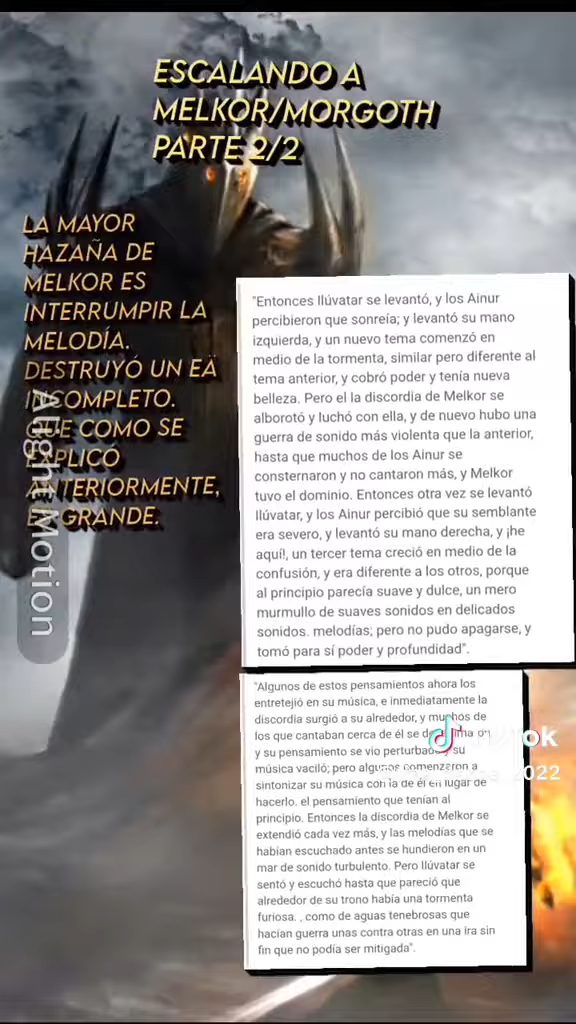 ESCALANDO A
MELKOR/MORGOTH
PARTE 2/2
LA MAYOR
HAZAÑA DE
MELKOR ES
INTERRUMPIR LA
MELODÍA.
DESTRUYÓ UN EÄ
INCOMPLETO.
QUE COMO SE
EXPLICÓ
ANTERIORMENTE,
ES GRANDE.
"Entonces Ilúvatar se levantó, y los Ainur
percibieron que sonreía; y levantó su mano
izquierda, y un nuevo tema comenzó en
medio de la tormenta, similar pero diferente al
tema anterior, y cobró poder y tenía nueva
belleza. Pero el la discordia de Melkor se
alborotó y luchó con ella, y de nuevo hubo una
guerra de sonido más violenta que la anterior,
hasta que muchos de los Ainur se
consternaron y no cantaron más, y Melkor
tuvo el dominio. Entonces otra vez se levantó
Ilúvatar, y los Ainur percibió que su semblante
era severo, y levantó su mano derecha, y ¡he
aquí!, un tercer tema creció en medio de la
confusión, y era diferente a los otros, porque
al principio parecía suave y dulce, un mero
murmullo de suaves sonidos en delicados
sonidos. melodías; pero no pudo apagarse, y
tomó para sí poder y profundidad".
"Algunos de estos pensamientos ahora los
entretejió en su música, e inmediatamente la
discordia surgió a su alrededor, y muchos de
los que cantaban cerca de él se
y su pensamiento se vio perturbado y su
música vaciló; pero algunos comenzaron a
sintonizar su música con la de él en lugar de
hacerlo. el pensamiento que tenían al
principio. Entonces la discordia de Melkor se
extendió cada vez más, y las melodías que se
habían escuchado antes se hundieron en un
mar de sonido turbulento. Pero Ilúvatar se
sentó y escuchó hasta que pareció que
alrededor de su trono había una tormenta
furiosa. , como de aguas tenebrosas que
hacían guerra unas contra otras en una ira sin
fin que no podía ser mitigada".
Alight Motion